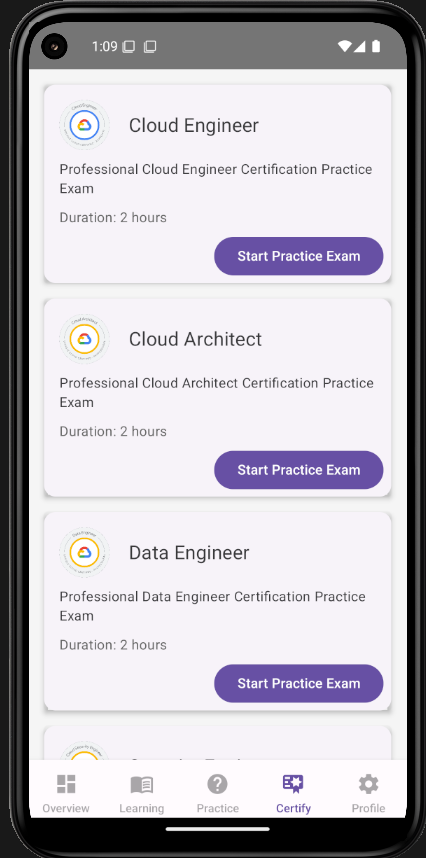 1:09
Cloud Engineer
Professional Cloud Engineer Certification Practice
Exam
Duration: 2 hours
Start Practice Exam
Cloud Architect
Professional Cloud Architect Certification Practice
Exam
Duration: 2 hours
Start Practice Exam
Data Engineer
Professional Data Engineer Certification Practice
Exam
Duration: 2 hours
Start Practice Exam
Overview
Learning
Practice
Certify
Profile